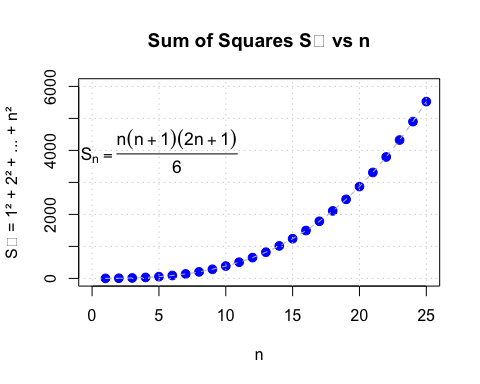 Sum of Squares S□ vs n
S□ = 1² + 2² + ... + n²
6000
4000
2000
0
Sₙ = n(n+1)(2n+1)
6
0 5 10 15 20 25
n